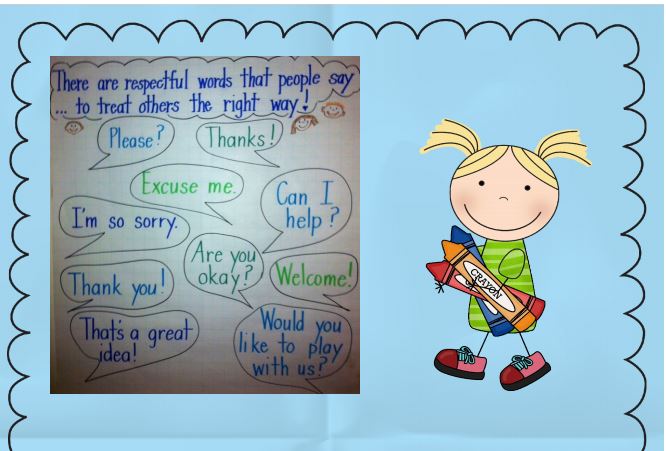 There are respectful words that people say
... to treat others the right way!
Please?
Thanks!
Excuse me.
I'm so sorry.
Can I
help?
Are you
okay?
Thank you!
Welcome!
That's a great
idea!
Would you
like to play
with us?
CRAYON